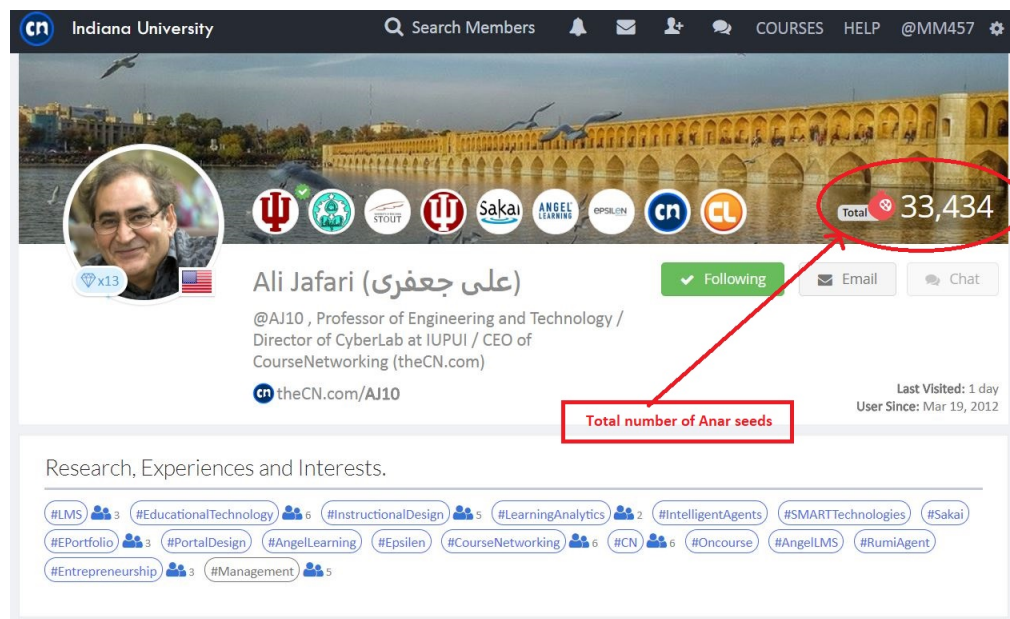 cn Indiana University Search Members COURSES HELP @MM457
STOUT Sakai ANGEL LEARNING EPSILEN cn CL Total 33,434
x13
Ali Jafari (علی جعفری) Following Email Chat
@AJ10 , Professor of Engineering and Technology /
Director of CyberLab at IUPUI / CEO of
CourseNetworking (theCN.com)
cn theCN.com/AJ10
Last Visited: 1 day
User Since: Mar 19, 2012
Total number of Anar seeds
Research, Experiences and Interests.
#LMS 3 #EducationalTechnology 6 #InstructionalDesign 5 #LearningAnalytics 2 #IntelligentAgents #SMARTTechnologies #Sakai
#EPortfolio 3 #PortalDesign #AngelLearning #Epsilen #CourseNetworking 6 #CN 6 #Oncourse #AngelLMS #RumiAgent
#Entrepreneurship 3 #Management 5